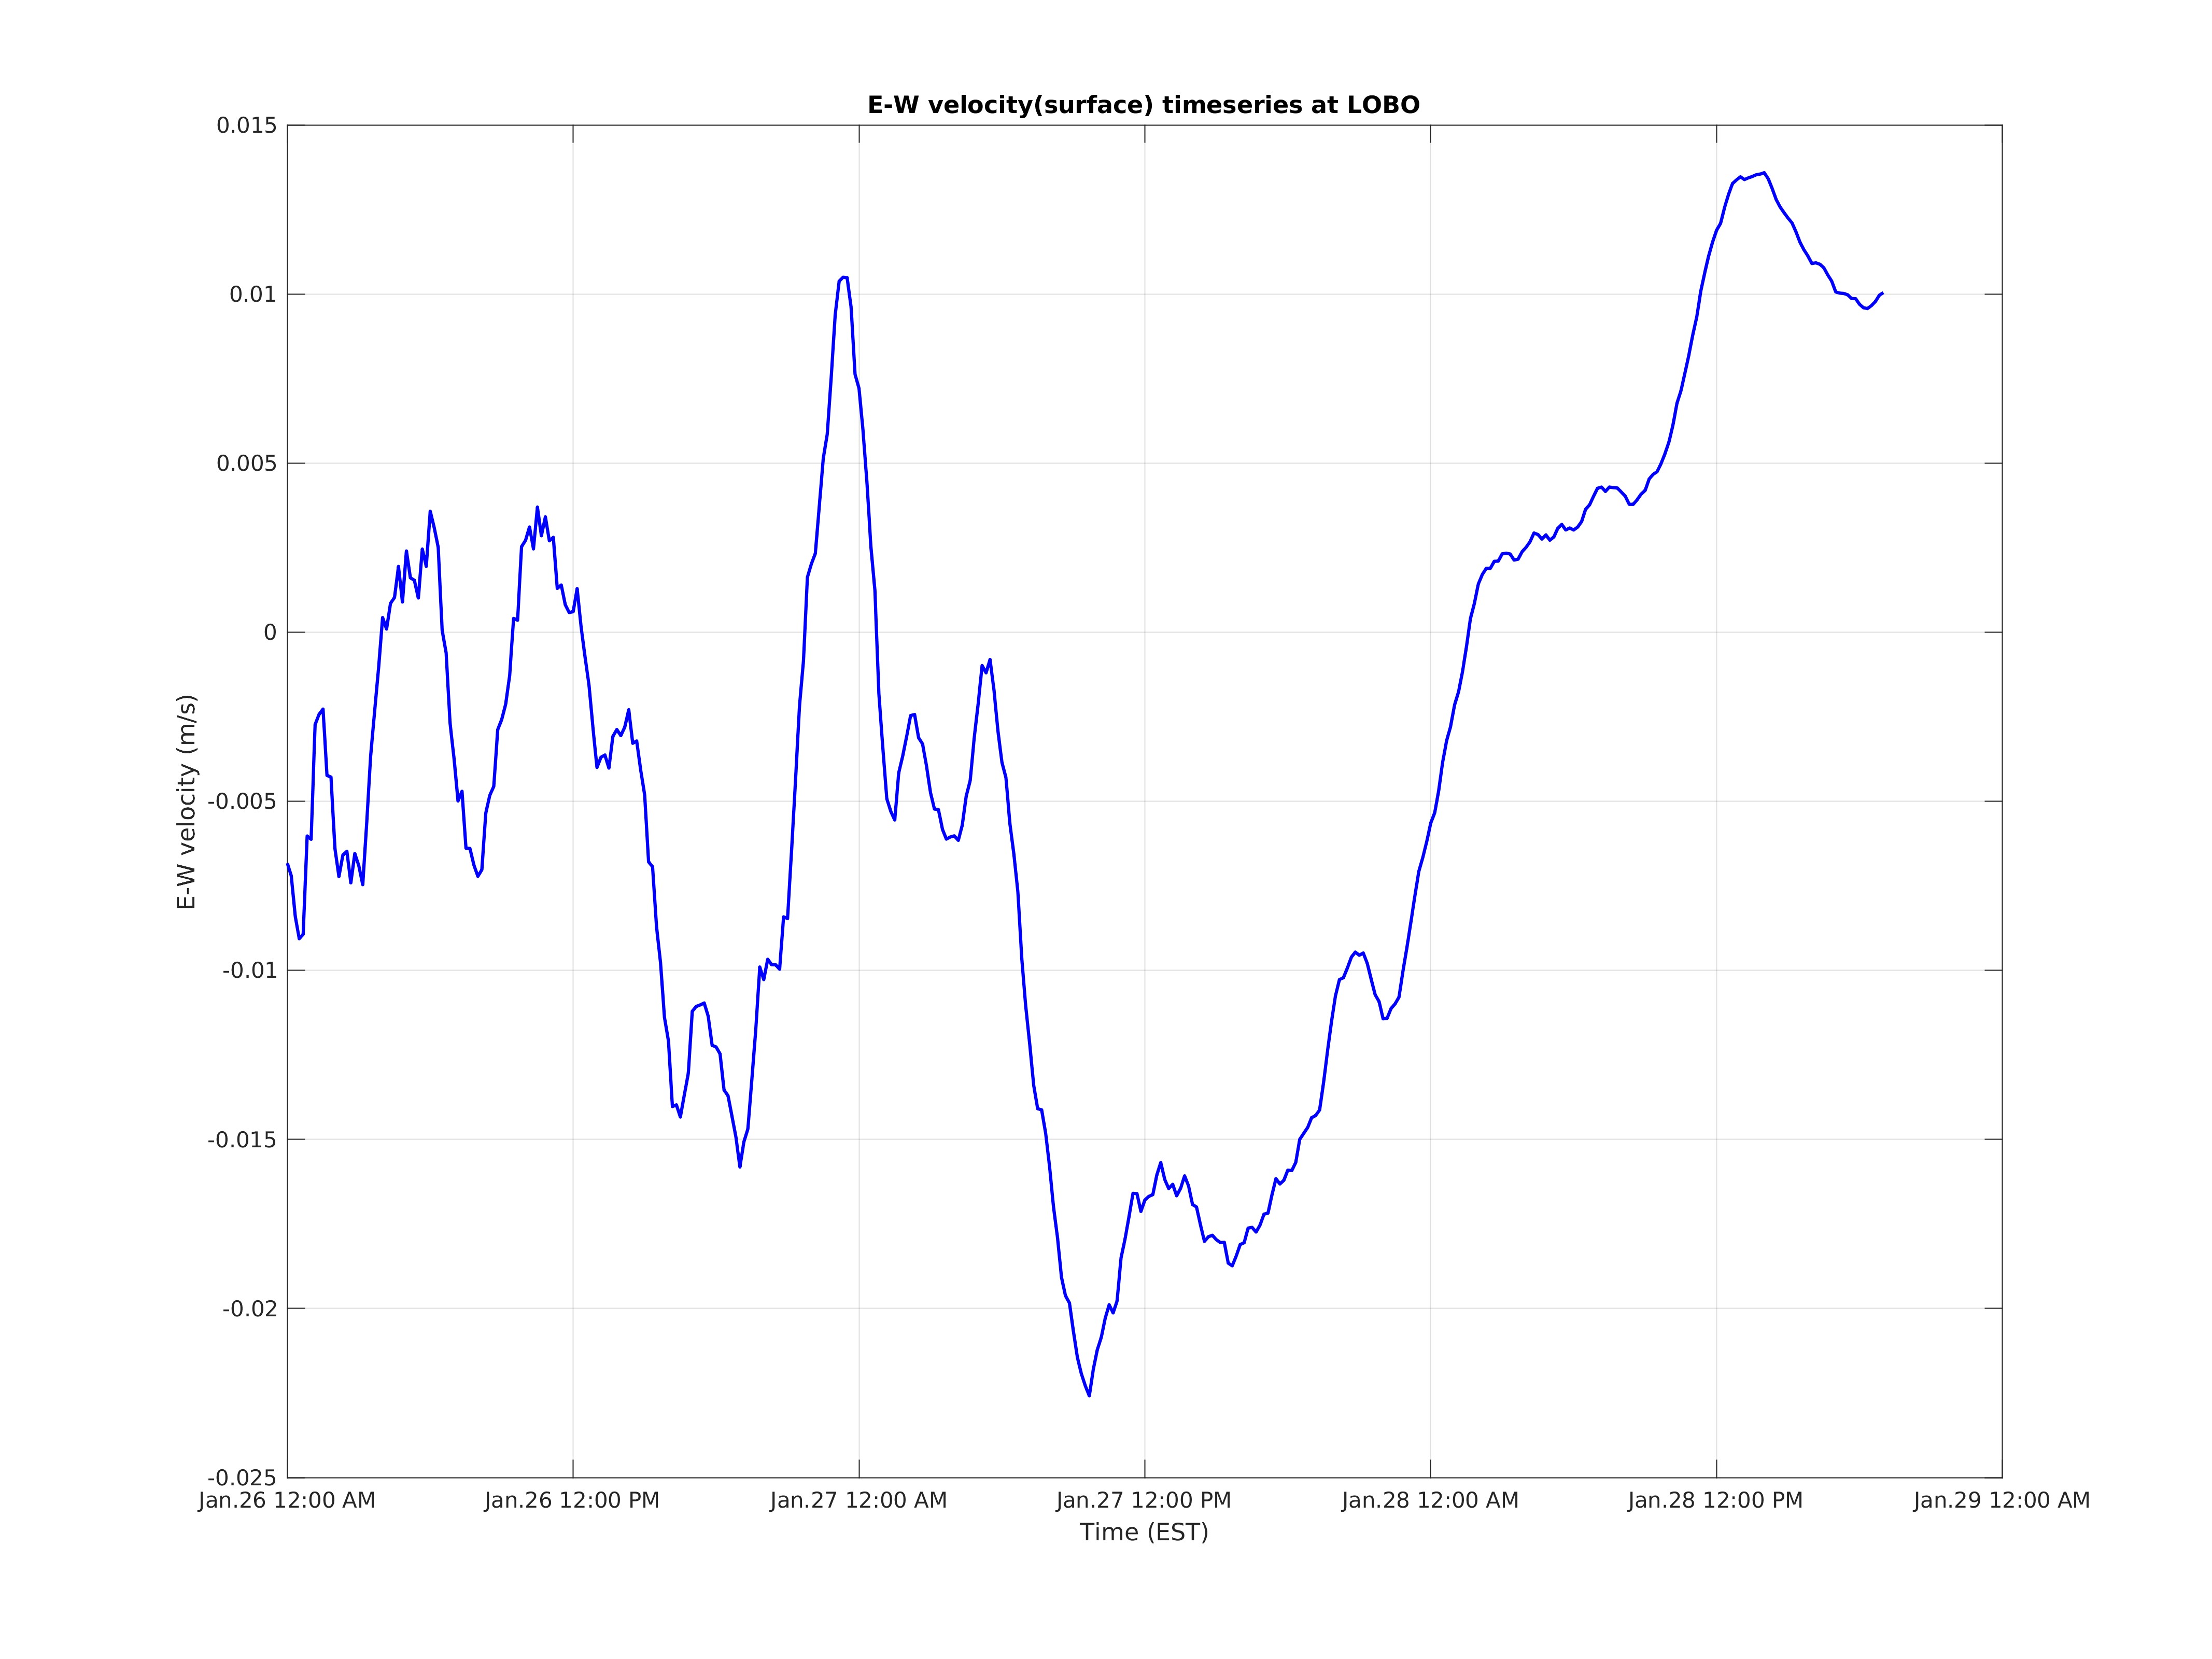 E-W velocity(surface) timeseries at LOBO
0.015
0.01
0.005
0
-0.005
-0.01
-0.015
-0.02
-0.025
E-W velocity (m/s)
Jan.26 12:00 AM
Jan.26 12:00 PM
Jan.27 12:00 AM
Jan.27 12:00 PM
Jan.28 12:00 AM
Jan.28 12:00 PM
Jan.29 12:00 AM
Time (EST)